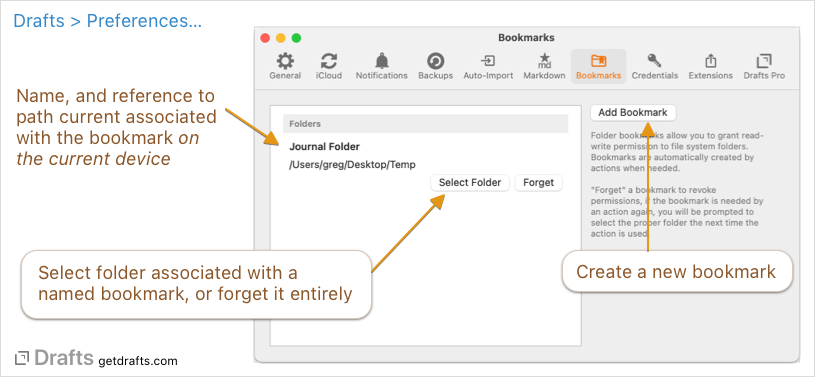 Drafts > Preferences...
Bookmarks
General
iCloud
Notifications
Backups
Auto-Import
md
Markdown
Bookmarks
Credentials
Extensions
Drafts Pro
Name, and reference to
path current associated
with the bookmark on
the current device
Folders
Journal Folder
/Users/greg/Desktop/Temp
Select Folder
Forget
Add Bookmark
Folder bookmarks allow you to grant read-
write permission to file system folders.
Bookmarks are automatically created by
actions when needed.
"Forget" a bookmark to revoke
permissions, if the bookmark is needed by
an action again, you will be prompted to
select the proper folder the next time the
action is used.
Select folder associated with a
named bookmark, or forget it entirely
Create a new bookmark
Drafts getdrafts.com